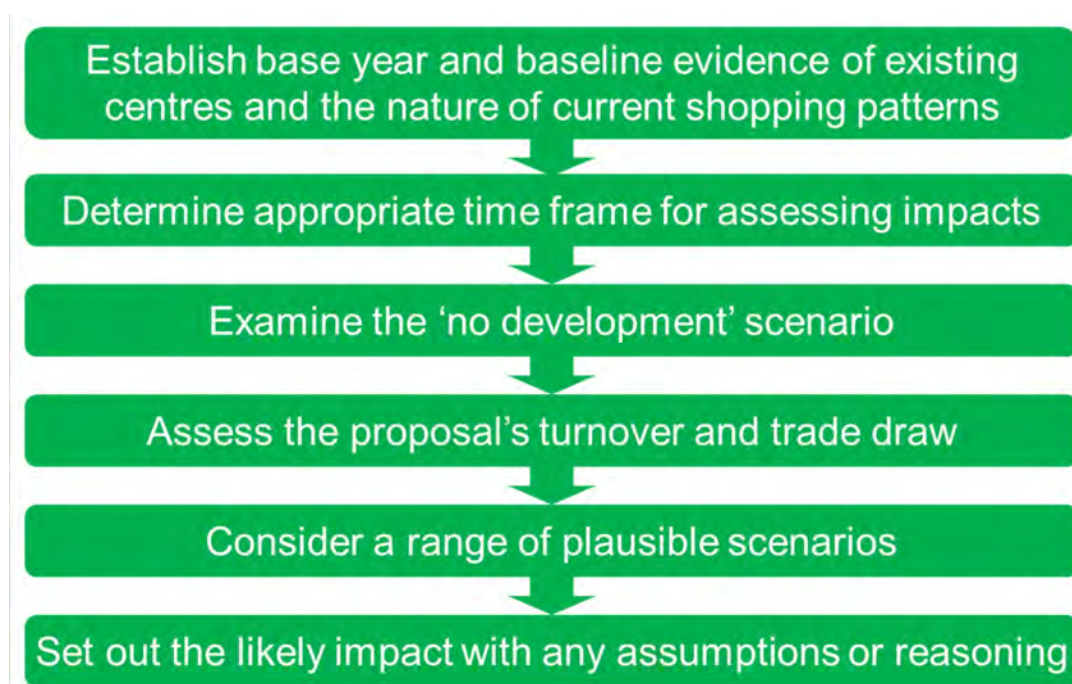 Establish base year and baseline evidence of existing
centres and the nature of current shopping patterns
Determine appropriate time frame for assessing impacts
Examine the ‘no development’ scenario
Assess the proposal’s turnover and trade draw
Consider a range of plausible scenarios
Set out the likely impact with any assumptions or reasoning